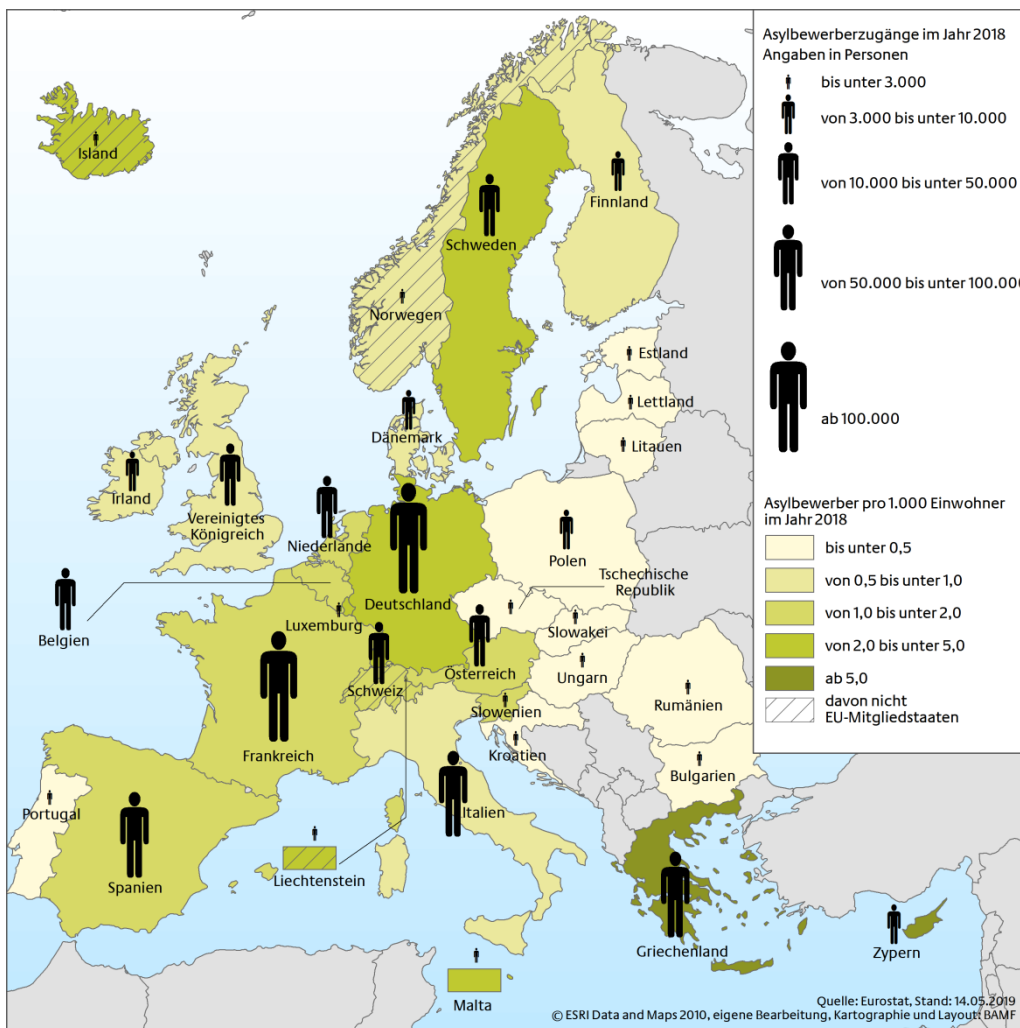 Asylbewerberzugänge im Jahr 2018
Angaben in Personen
bis unter 3.000
von 3.000 bis unter 10.000
von 10.000 bis unter 50.000
von 50.000 bis unter 100.000
ab 100.000
Asylbewerber pro 1.000 Einwohner
im Jahr 2018
bis unter 0,5
von 0,5 bis unter 1,0
von 1,0 bis unter 2,0
von 2,0 bis unter 5,0
ab 5,0
davon nicht
EU-Mitgliedstaaten
Island
Finnland
Schweden
Norwegen
Estland
Lettland
Dänemark
Litauen
Irland
Vereinigtes
Königreich
Niederlande
Polen
Tschechische
Republik
Deutschland
Belgien
Luxemburg
Slowakei
Österreich
Ungarn
Schweiz
Slowenien
Rumänien
Frankreich
Kroatien
Bulgarien
Portugal
Italien
Spanien
Liechtenstein
Griechenland
Zypern
Malta
Quelle: Eurostat, Stand: 14.05.2019
© ESRI Data and Maps 2010, eigene Bearbeitung, Kartographie und Layout: BAMF